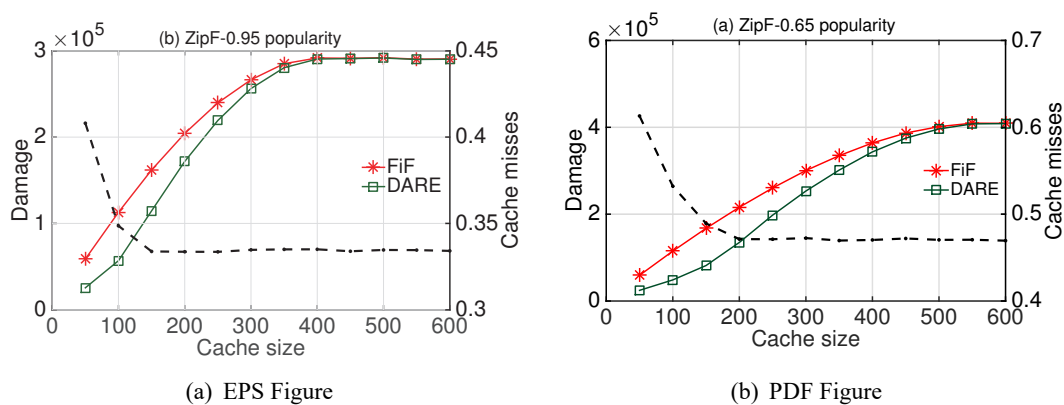 ×10⁵ (b) ZipF-0.95 popularity
3 0.45
2 0.4
Damage Cache misses
FiF
DARE
1 0.35
0 0.3
0 100 200 300 400 500 600
Cache size
(a) EPS Figure
×10⁵ (a) ZipF-0.65 popularity
6 0.7
4 0.6
Damage Cache misses
FiF
DARE
2 0.5
0 0.4
0 100 200 300 400 500 600
Cache size
(b) PDF Figure